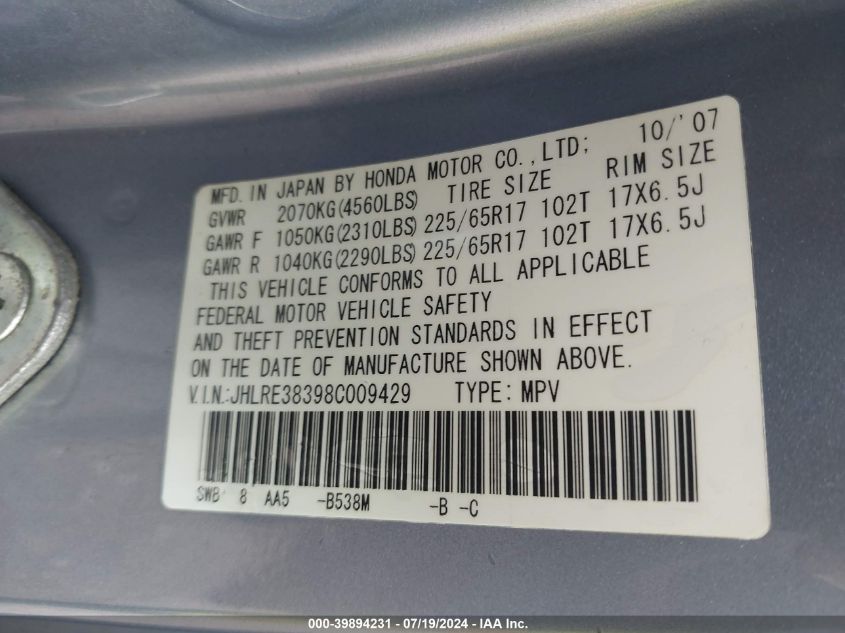 MFD. IN JAPAN BY HONDA MOTOR CO., LTD; 10/'07
GVWR 2070KG(4560LBS) TIRE SIZE RIM SIZE
GAWR F 1050KG(2310LBS) 225/65R17 102T 17X6.5J
GAWR R 1040KG(2290LBS) 225/65R17 102T 17X6.5J
THIS VEHICLE CONFORMS TO ALL APPLICABLE
FEDERAL MOTOR VEHICLE SAFETY
AND THEFT PREVENTION STANDARDS IN EFFECT
ON THE DATE OF MANUFACTURE SHOWN ABOVE.
V.I.N.:JHLRE38398C009429 TYPE: MPV
SWB 8 AA5 -B538M -B -C
000-39894231 - 07/19/2024 - IAA Inc.